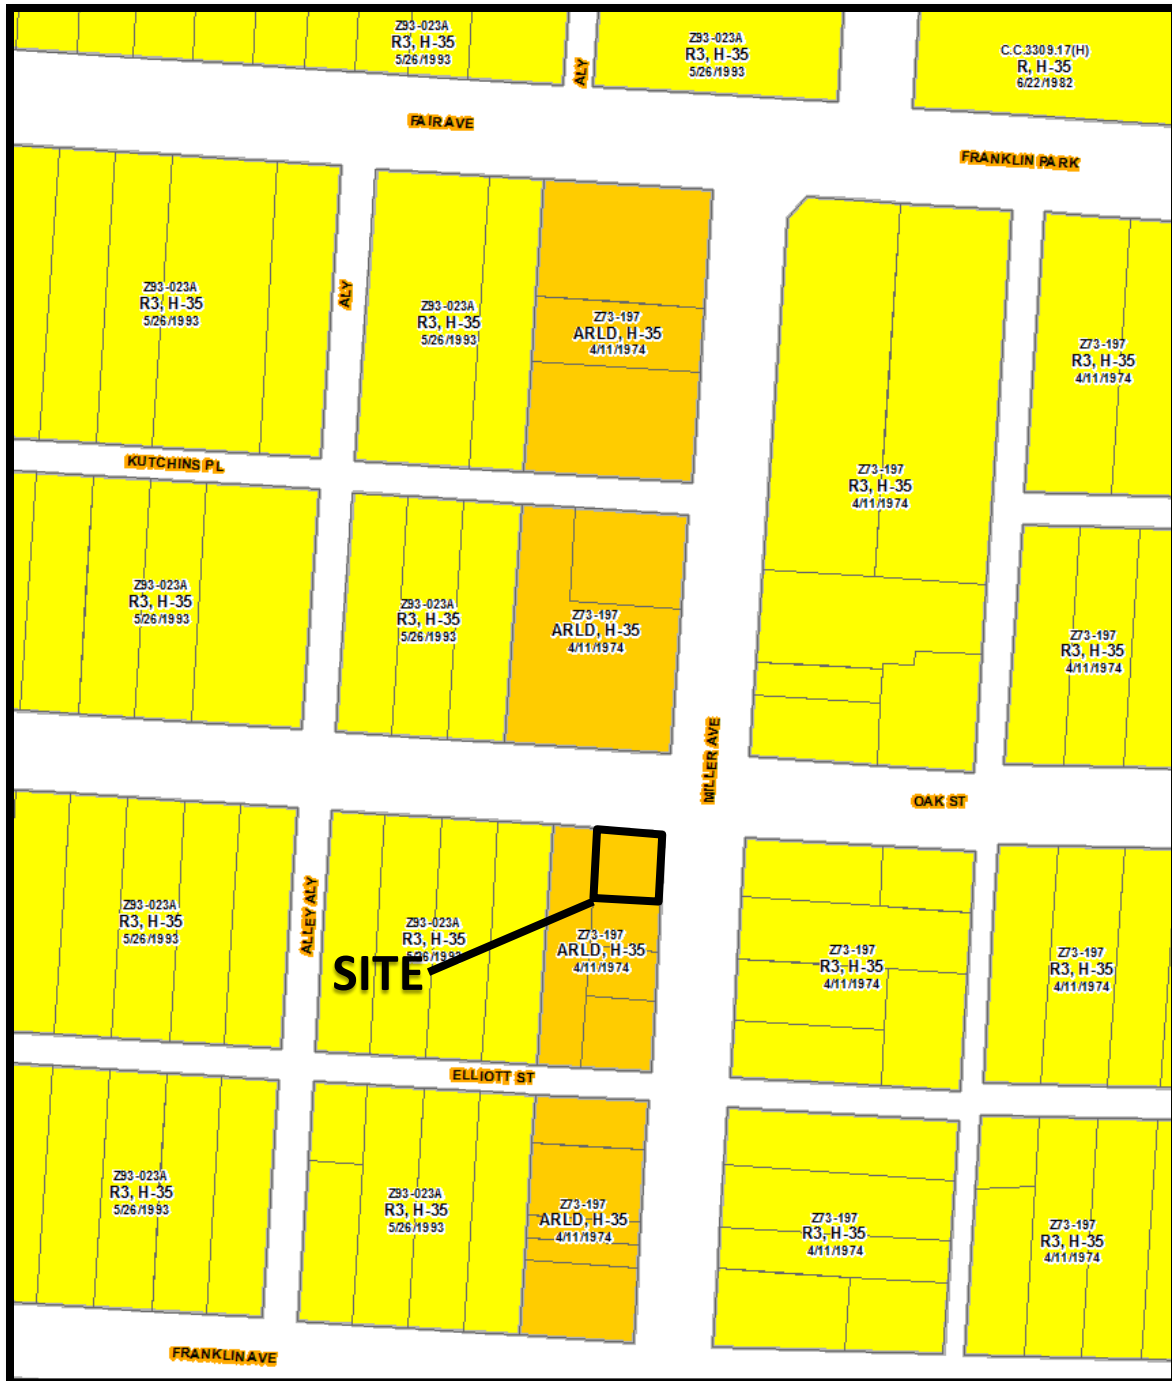 Z93-023A
R3, H-35
5/26/1993
Z93-023A
R3, H-35
5/26/1993
C.C.3309.17(H)
R, H-35
6/22/1982
ALY
FAIR AVE
FRANKLIN PARK
Z93-023A
R3, H-35
5/26/1993
ALY
Z93-023A
R3, H-35
5/26/1993
Z73-197
ARLD, H-35
4/11/1974
Z73-197
R3, H-35
4/11/1974
KUTCHINS PL
Z73-197
R3, H-35
4/11/1974
Z93-023A
R3, H-35
5/26/1993
Z93-023A
R3, H-35
5/26/1993
Z73-197
ARLD, H-35
4/11/1974
Z73-197
R3, H-35
4/11/1974
MILLER AVE
OAK ST
Z93-023A
R3, H-35
5/26/1993
ALLEY ALY
Z93-023A
R3, H-35
5/26/1993
SITE
Z73-197
ARLD, H-35
4/11/1974
Z73-197
R3, H-35
4/11/1974
Z73-197
R3, H-35
4/11/1974
ELLIOTT ST
Z93-023A
R3, H-35
5/26/1993
Z93-023A
R3, H-35
5/26/1993
Z73-197
ARLD, H-35
4/11/1974
Z73-197
R3, H-35
4/11/1974
Z73-197
R3, H-35
4/11/1974
FRANKLIN AVE